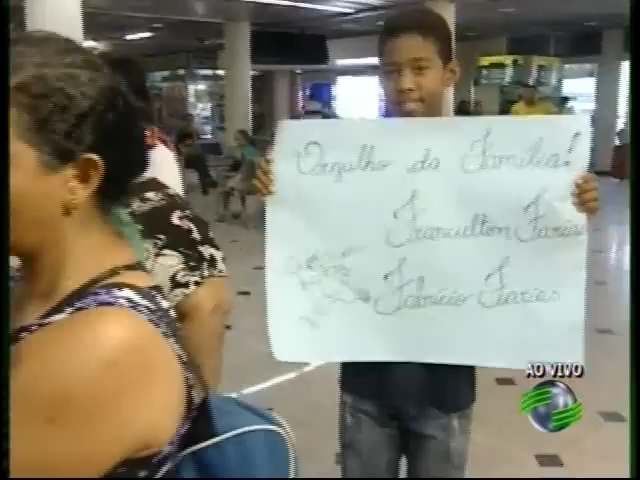 Orgulho da Família!
Franculton Farias
Fabrício Farias
AO VIVO